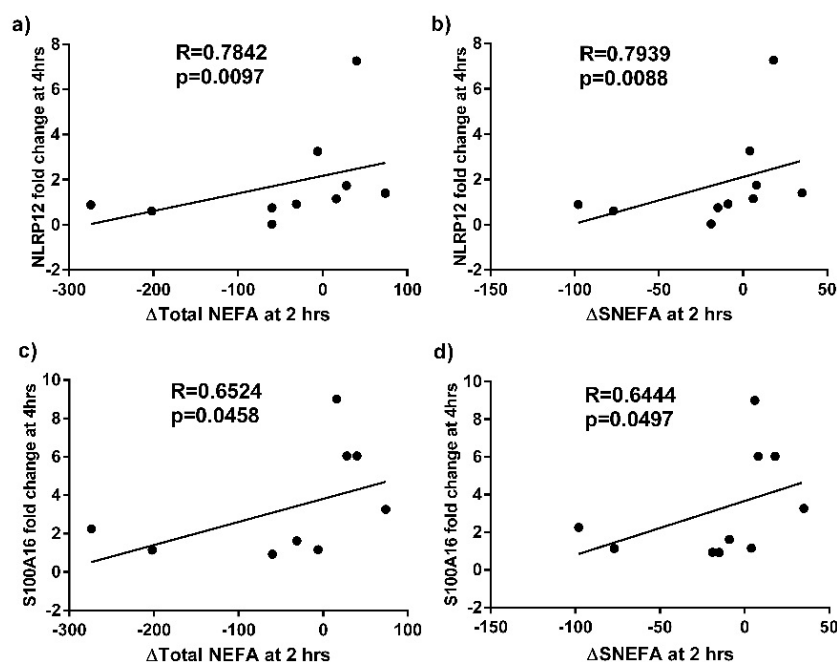 a)
R=0.7842
p=0.0097
NLRP12 fold change at 4hrs
8
6
4
2
0
-2
-300
-200
-100
0
100
ΔTotal NEFA at 2 hrs
b)
R=0.7939
p=0.0088
NLRP12 fold change at 4hrs
8
6
4
2
0
-2
-150
-100
-50
0
50
ΔSNEFA at 2 hrs
c)
R=0.6524
p=0.0458
S100A16 fold change at 4hrs
10
8
6
4
2
0
-2
-300
-200
-100
0
100
ΔTotal NEFA at 2 hrs
d)
R=0.6444
p=0.0497
S100A16 fold change at 4hrs
10
8
6
4
2
0
-2
-150
-100
-50
0
50
ΔSNEFA at 2 hrs